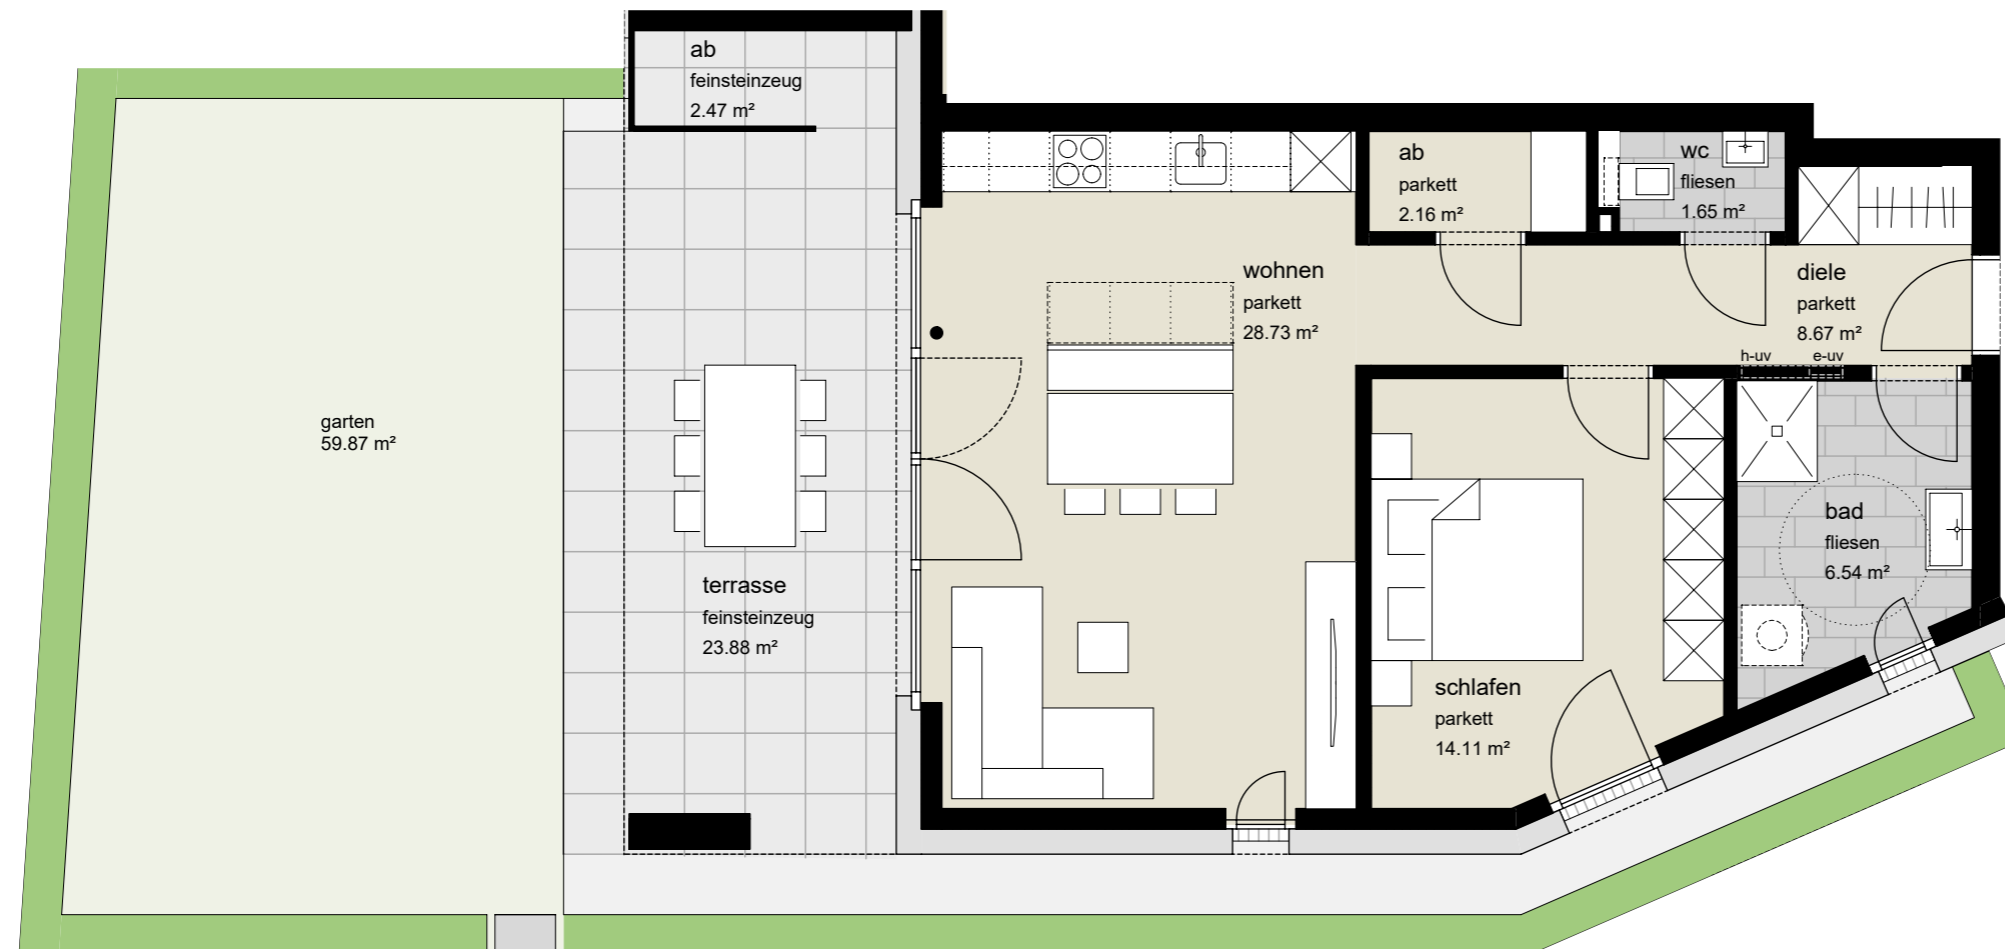 ab
feinsteinzeug
2.47 m²
ab
parkett
2.16 m²
wc
fliesen
1.65 m²
wohnen
parkett
28.73 m²
diele
parkett
8.67 m²
h-uv
e-uv
garten
59.87 m²
bad
fliesen
6.54 m²
terrasse
feinsteinzeug
23.88 m²
schlafen
parkett
14.11 m²